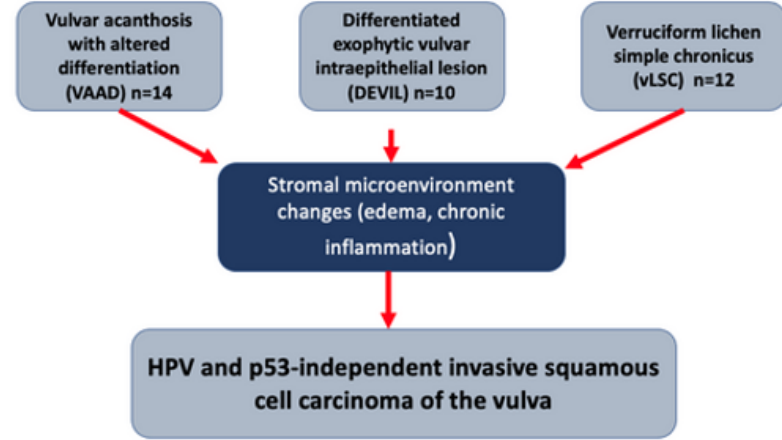 Vulvar acanthosis
with altered
differentiation
(VAAD) n=14
Differentiated
exophytic vulvar
intraepithelial lesion
(DEVIL) n=10
Verruciform lichen
simple chronicus
(vLSC) n=12
Stromal microenvironment
changes (edema, chronic
inflammation)
HPV and p53-independent invasive squamous
cell carcinoma of the vulva